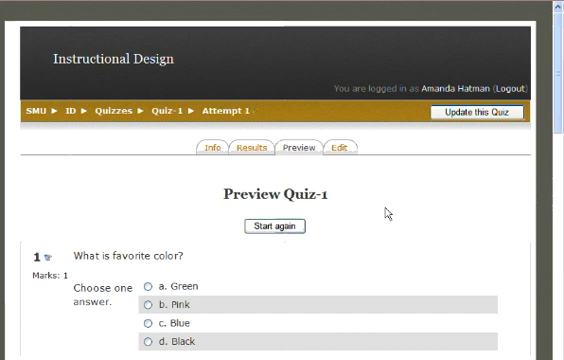 Instructional Design
You are logged in as Amanda Hatman (Logout)
SMU ► ID ► Quizzes ► Quiz-1 ► Attempt 1
Update this Quiz
Info Results Preview Edit
Preview Quiz-1
Start again
1 What is favorite color?
Marks: 1
Choose one answer.
a. Green
b. Pink
c. Blue
d. Black